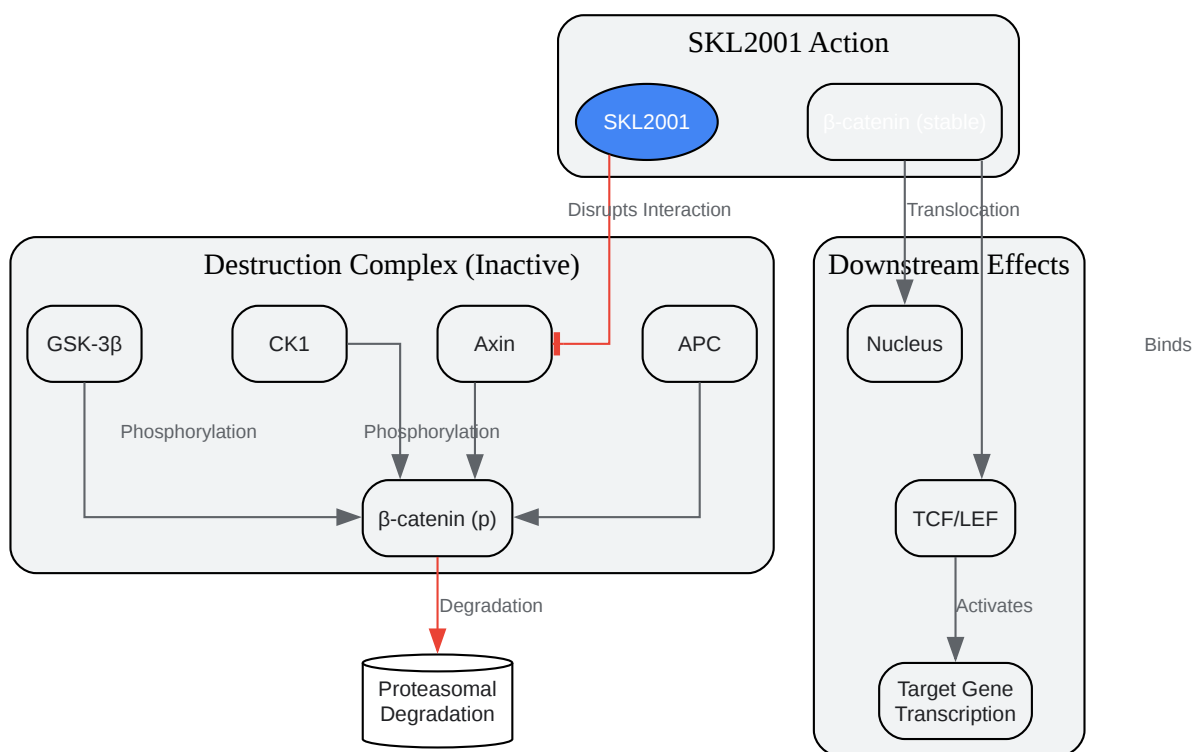 SKL2001 Action
SKL2001
β-catenin (stable)
Disrupts Interaction
Translocation
Destruction Complex (Inactive)
Downstream Effects
GSK-3β
CK1
Axin
APC
Nucleus
Binds
Phosphorylation
Phosphorylation
β-catenin (p)
TCF/LEF
Degradation
Activates
Proteasomal
Degradation
Target Gene
Transcription